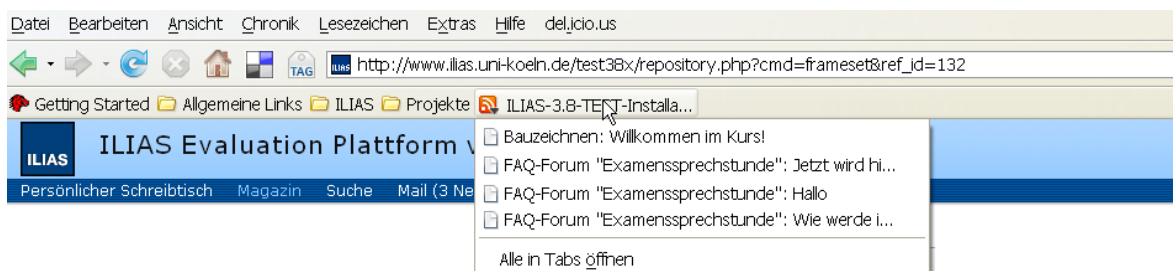 Datei Bearbeiten Ansicht Chronik Lesezeichen Extras Hilfe del.icio.us
TAG ILIAS http://www.ilias.uni-koeln.de/test38x/repository.php?cmd=frameset&ref_id=132
Getting Started Allgemeine Links ILIAS Projekte ILIAS-3.8-TEST-Installa...
ILIAS ILIAS Evaluation Plattform
Persönlicher Schreibtisch Magazin Suche Mail (3 Ne
Bauzeichnen: Willkommen im Kurs!
FAQ-Forum "Examenssprechstunde": Jetzt wird hi...
FAQ-Forum "Examenssprechstunde": Hallo
FAQ-Forum "Examenssprechstunde": Wie werde i...
Alle in Tabs öffnen